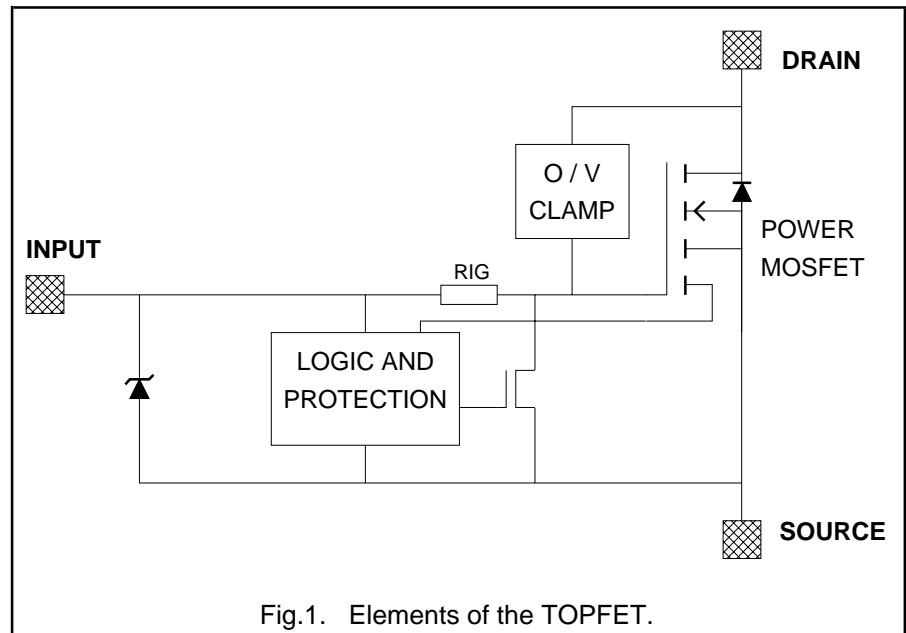 DRAIN
O / V
CLAMP
POWER
MOSFET
INPUT
RIG
LOGIC AND
PROTECTION
SOURCE
Fig.1. Elements of the TOPFET.